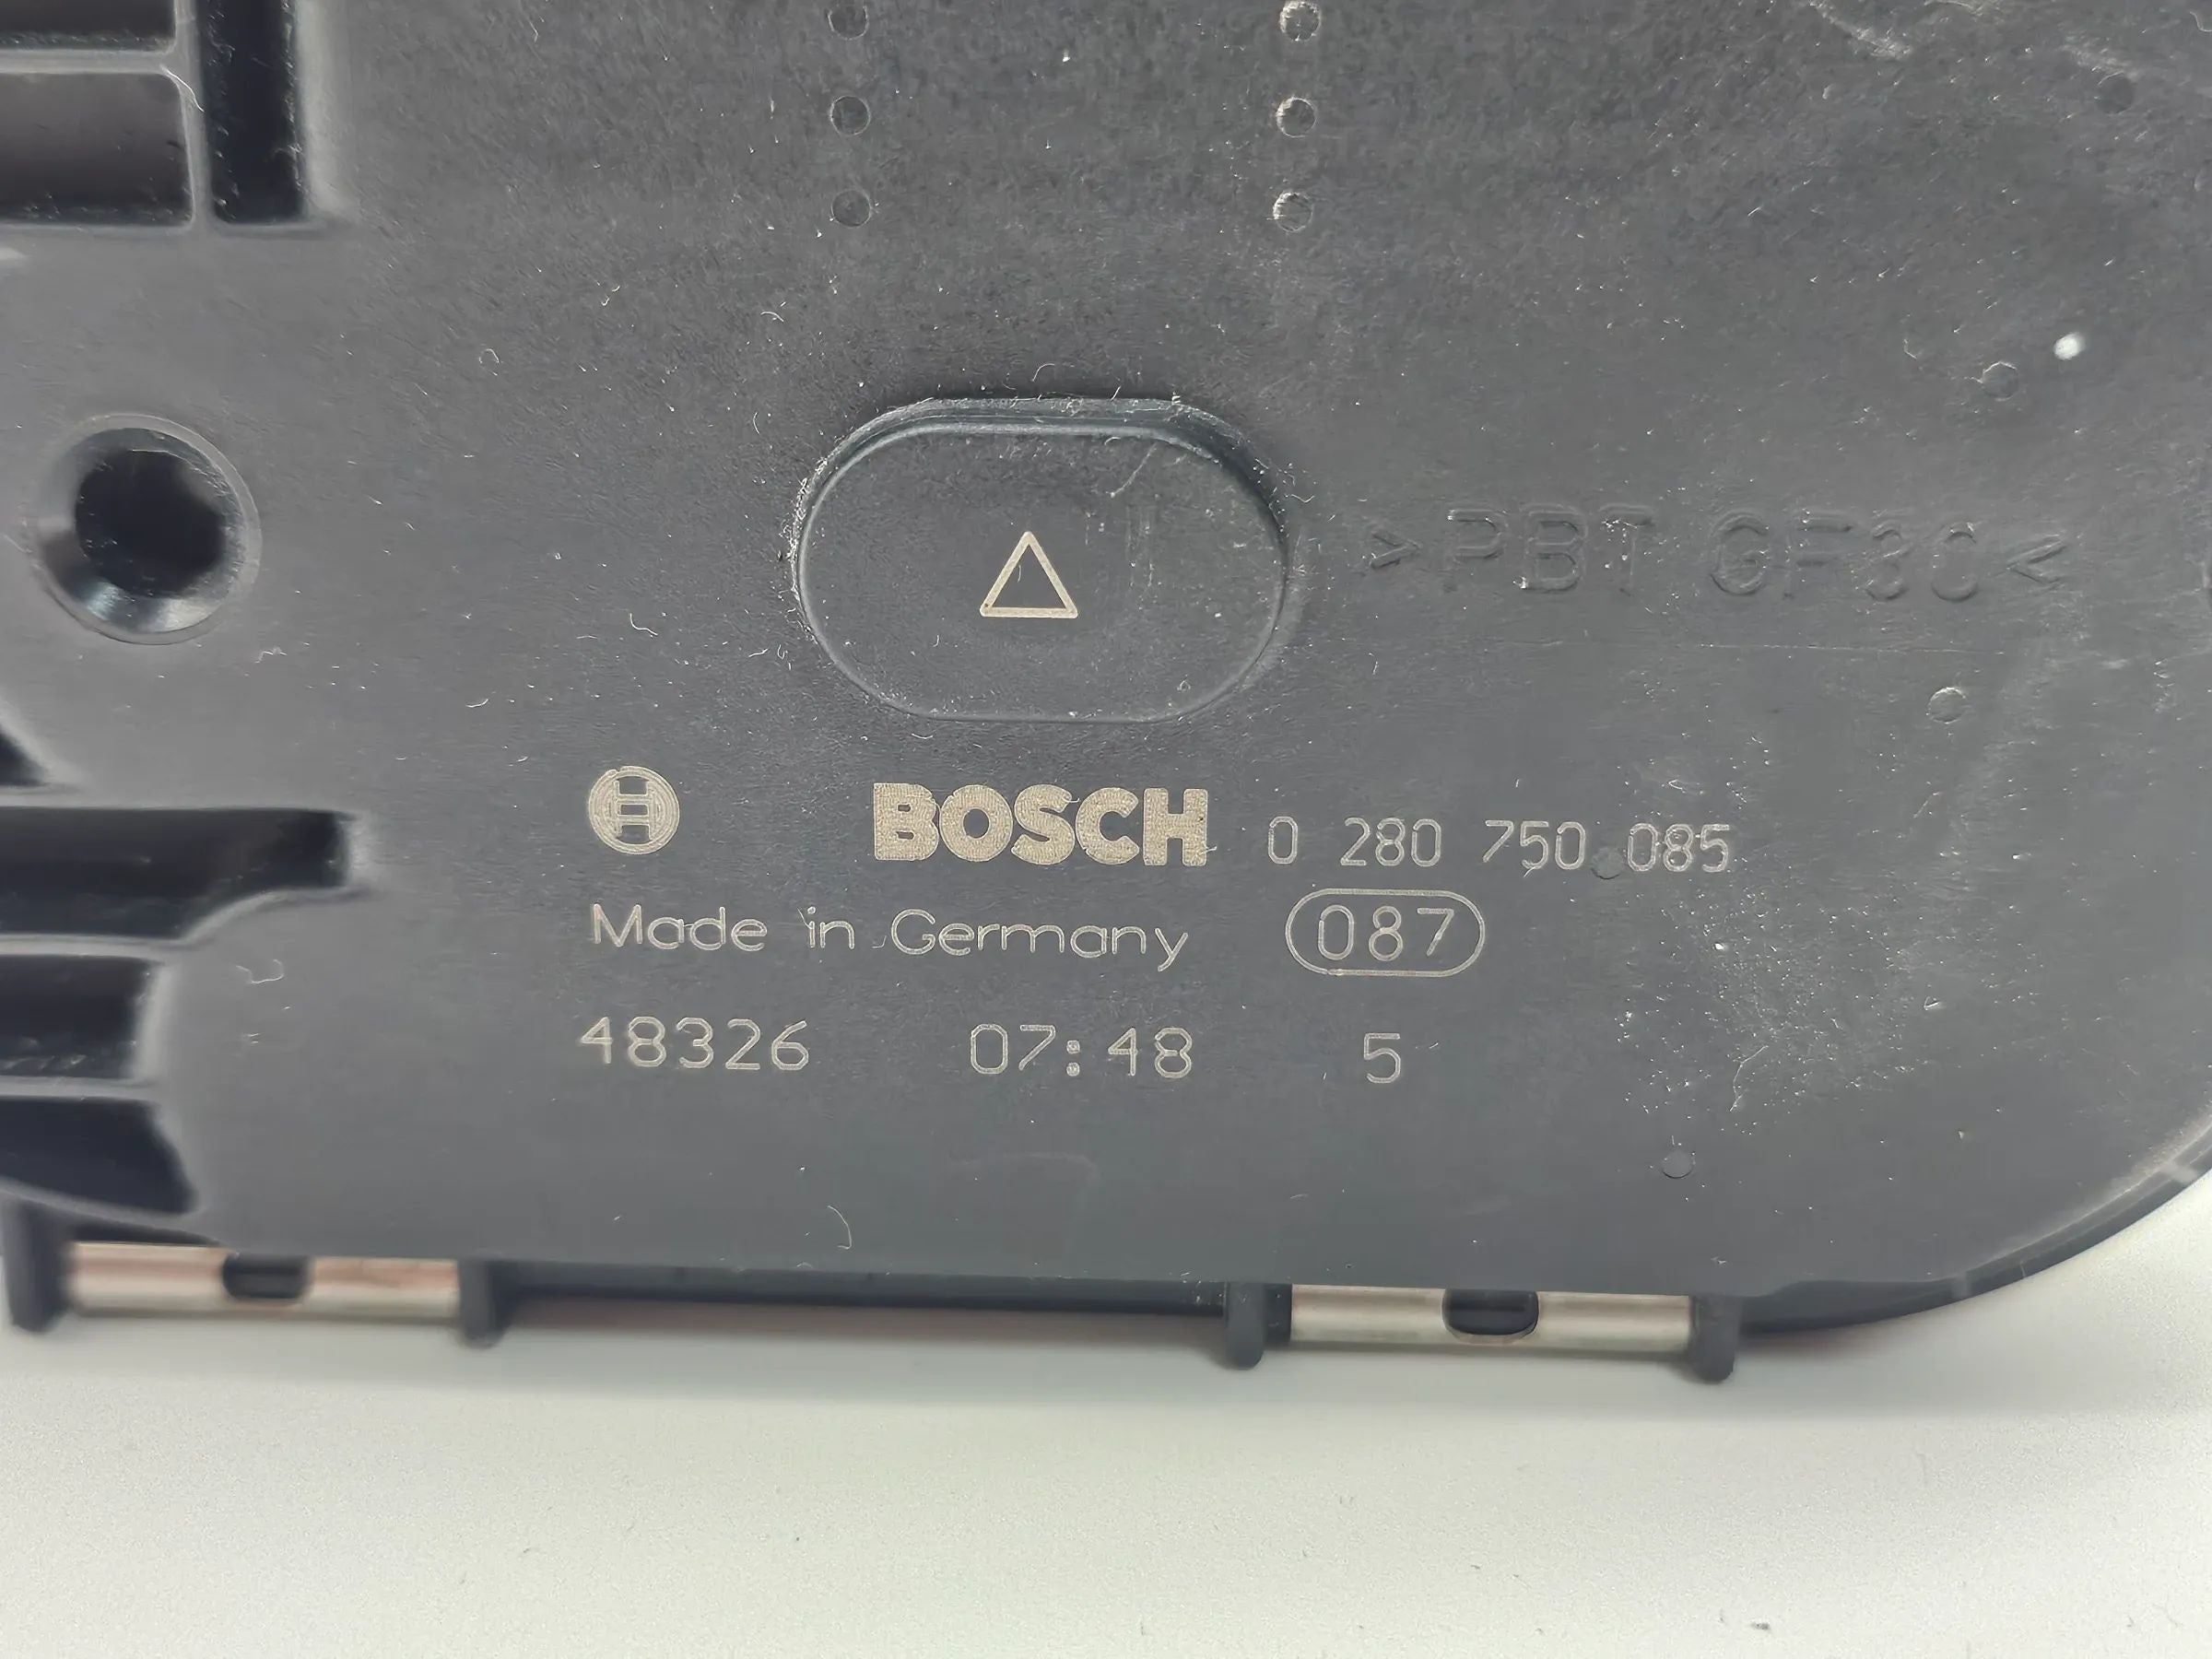 >PBT GF30<
BOSCH 0 280 750 085
Made in Germany 087
48326 07:48 5